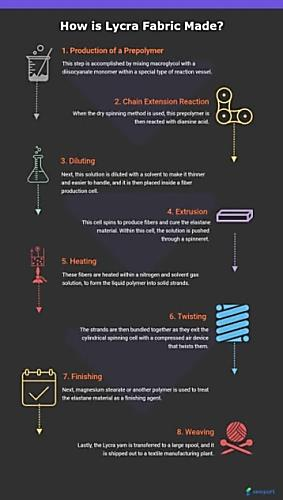 How is Lycra Fabric Made?
1. Production of a Prepolymer
This step is accomplished by mixing macroglycol with a
diisocyanate monomer within a special type of reaction vessel.
2. Chain Extension Reaction
When the dry spinning method is used, this prepolymer is
then reacted with diamine acid.
3. Diluting
Next, this solution is diluted with a solvent to make it thinner
and easier to handle, and it is then placed inside a fiber
production cell.
4. Extrusion
This cell spins to produce fibers and cure the elastane
material. Within this cell, the solution is pushed
through a spinneret.
5. Heating
These fibers are heated within a nitrogen and solvent gas
solution, to form the liquid polymer into solid strands.
6. Twisting
The strands are then bundled together as they exit the
cylindrical spinning cell with a compressed air device
that twists them.
7. Finishing
Next, magnesium stearate or another polymer is used to treat
the elastane material as a finishing agent.
8. Weaving
Lastly, the Lycra yarn is transferred to a large spool, and it
is shipped out to a textile manufacturing plant.
sewport